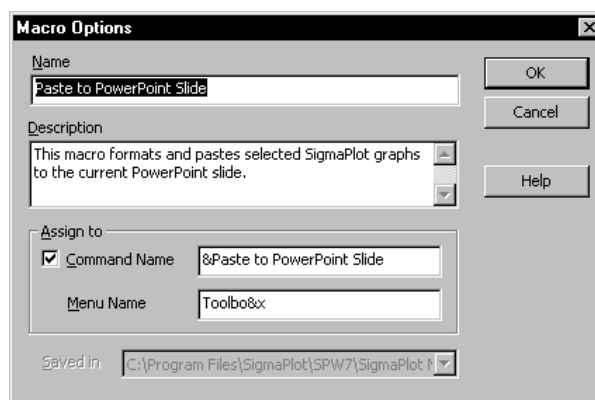 Macro Options
Name
Paste to PowerPoint Slide
OK
Cancel
Description
This macro formats and pastes selected SigmaPlot graphs
to the current PowerPoint slide.
Help
Assign to
Command Name
&Paste to PowerPoint Slide
Menu Name
Toolbo&x
Saved in
C:\Program Files\SigmaPlot\SPW7\SigmaPlot